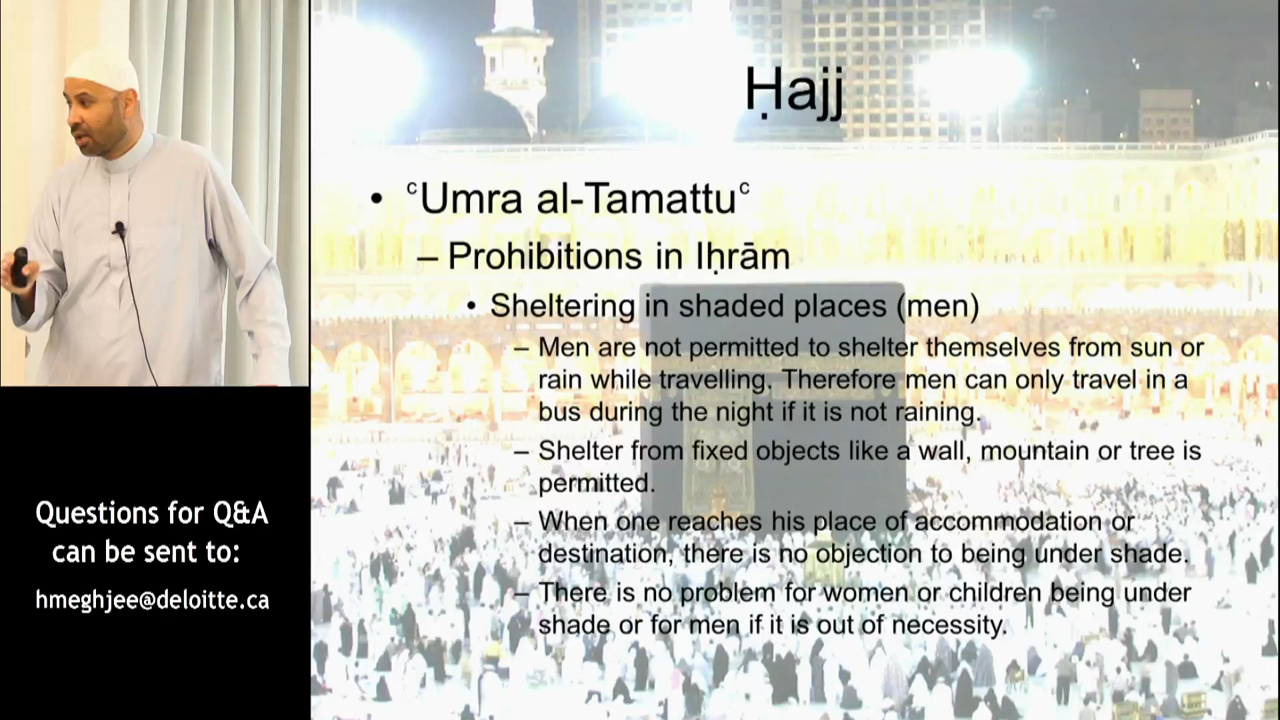 Ḥajj
• ᶜUmra al-Tamattuᶜ
– Prohibitions in Iḥrām
• Sheltering in shaded places (men)
– Men are not permitted to shelter themselves from sun or
rain while travelling. Therefore men can only travel in a
bus during the night if it is not raining.
– Shelter from fixed objects like a wall, mountain or tree is
permitted.
– When one reaches his place of accommodation or
destination, there is no objection to being under shade.
– There is no problem for women or children being under
shade or for men if it is out of necessity.
Questions for Q&A
can be sent to:
hmeghjee@deloitte.ca